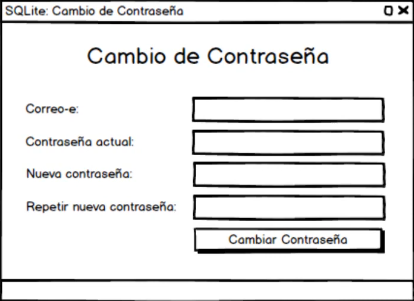 SQLite: Cambio de Contraseña
Cambio de Contraseña
Correo-e:
Contraseña actual:
Nueva contraseña:
Repetir nueva contraseña:
Cambiar Contraseña